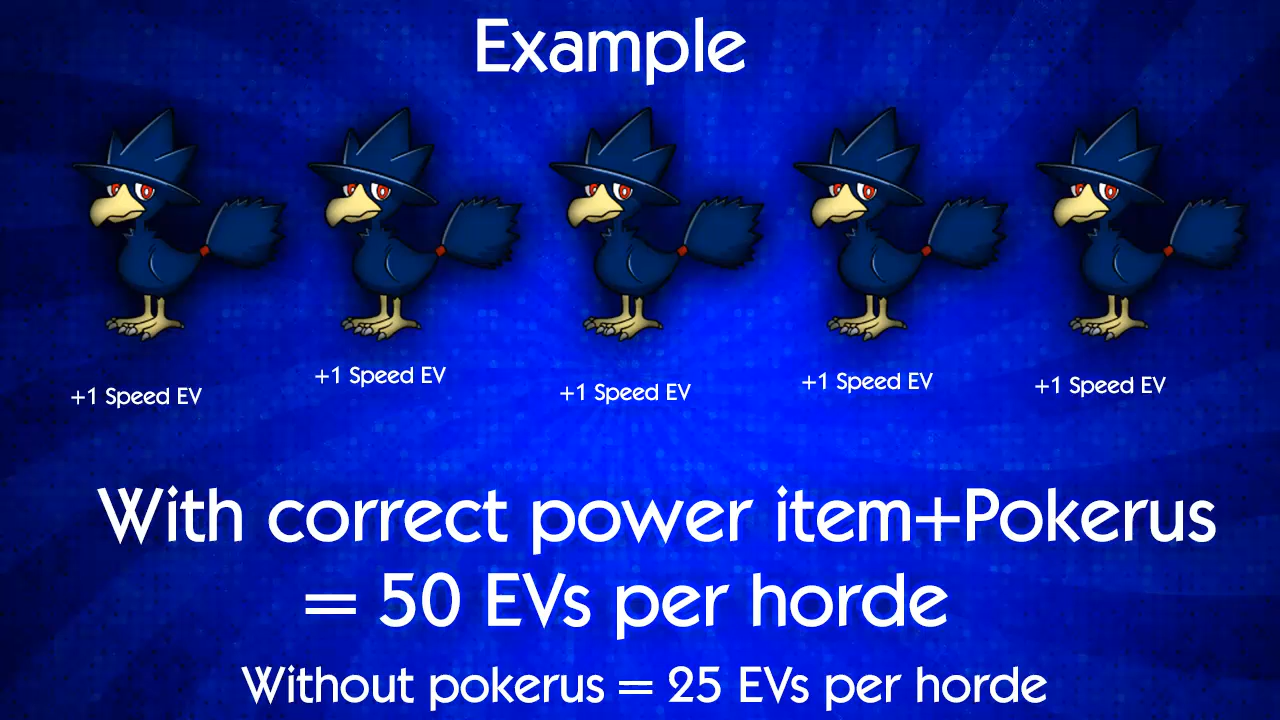 Example
+1 Speed EV
+1 Speed EV
+1 Speed EV
+1 Speed EV
+1 Speed EV
With correct power item+Pokerus
= 50 EVs per horde
Without pokerus = 25 EVs per horde